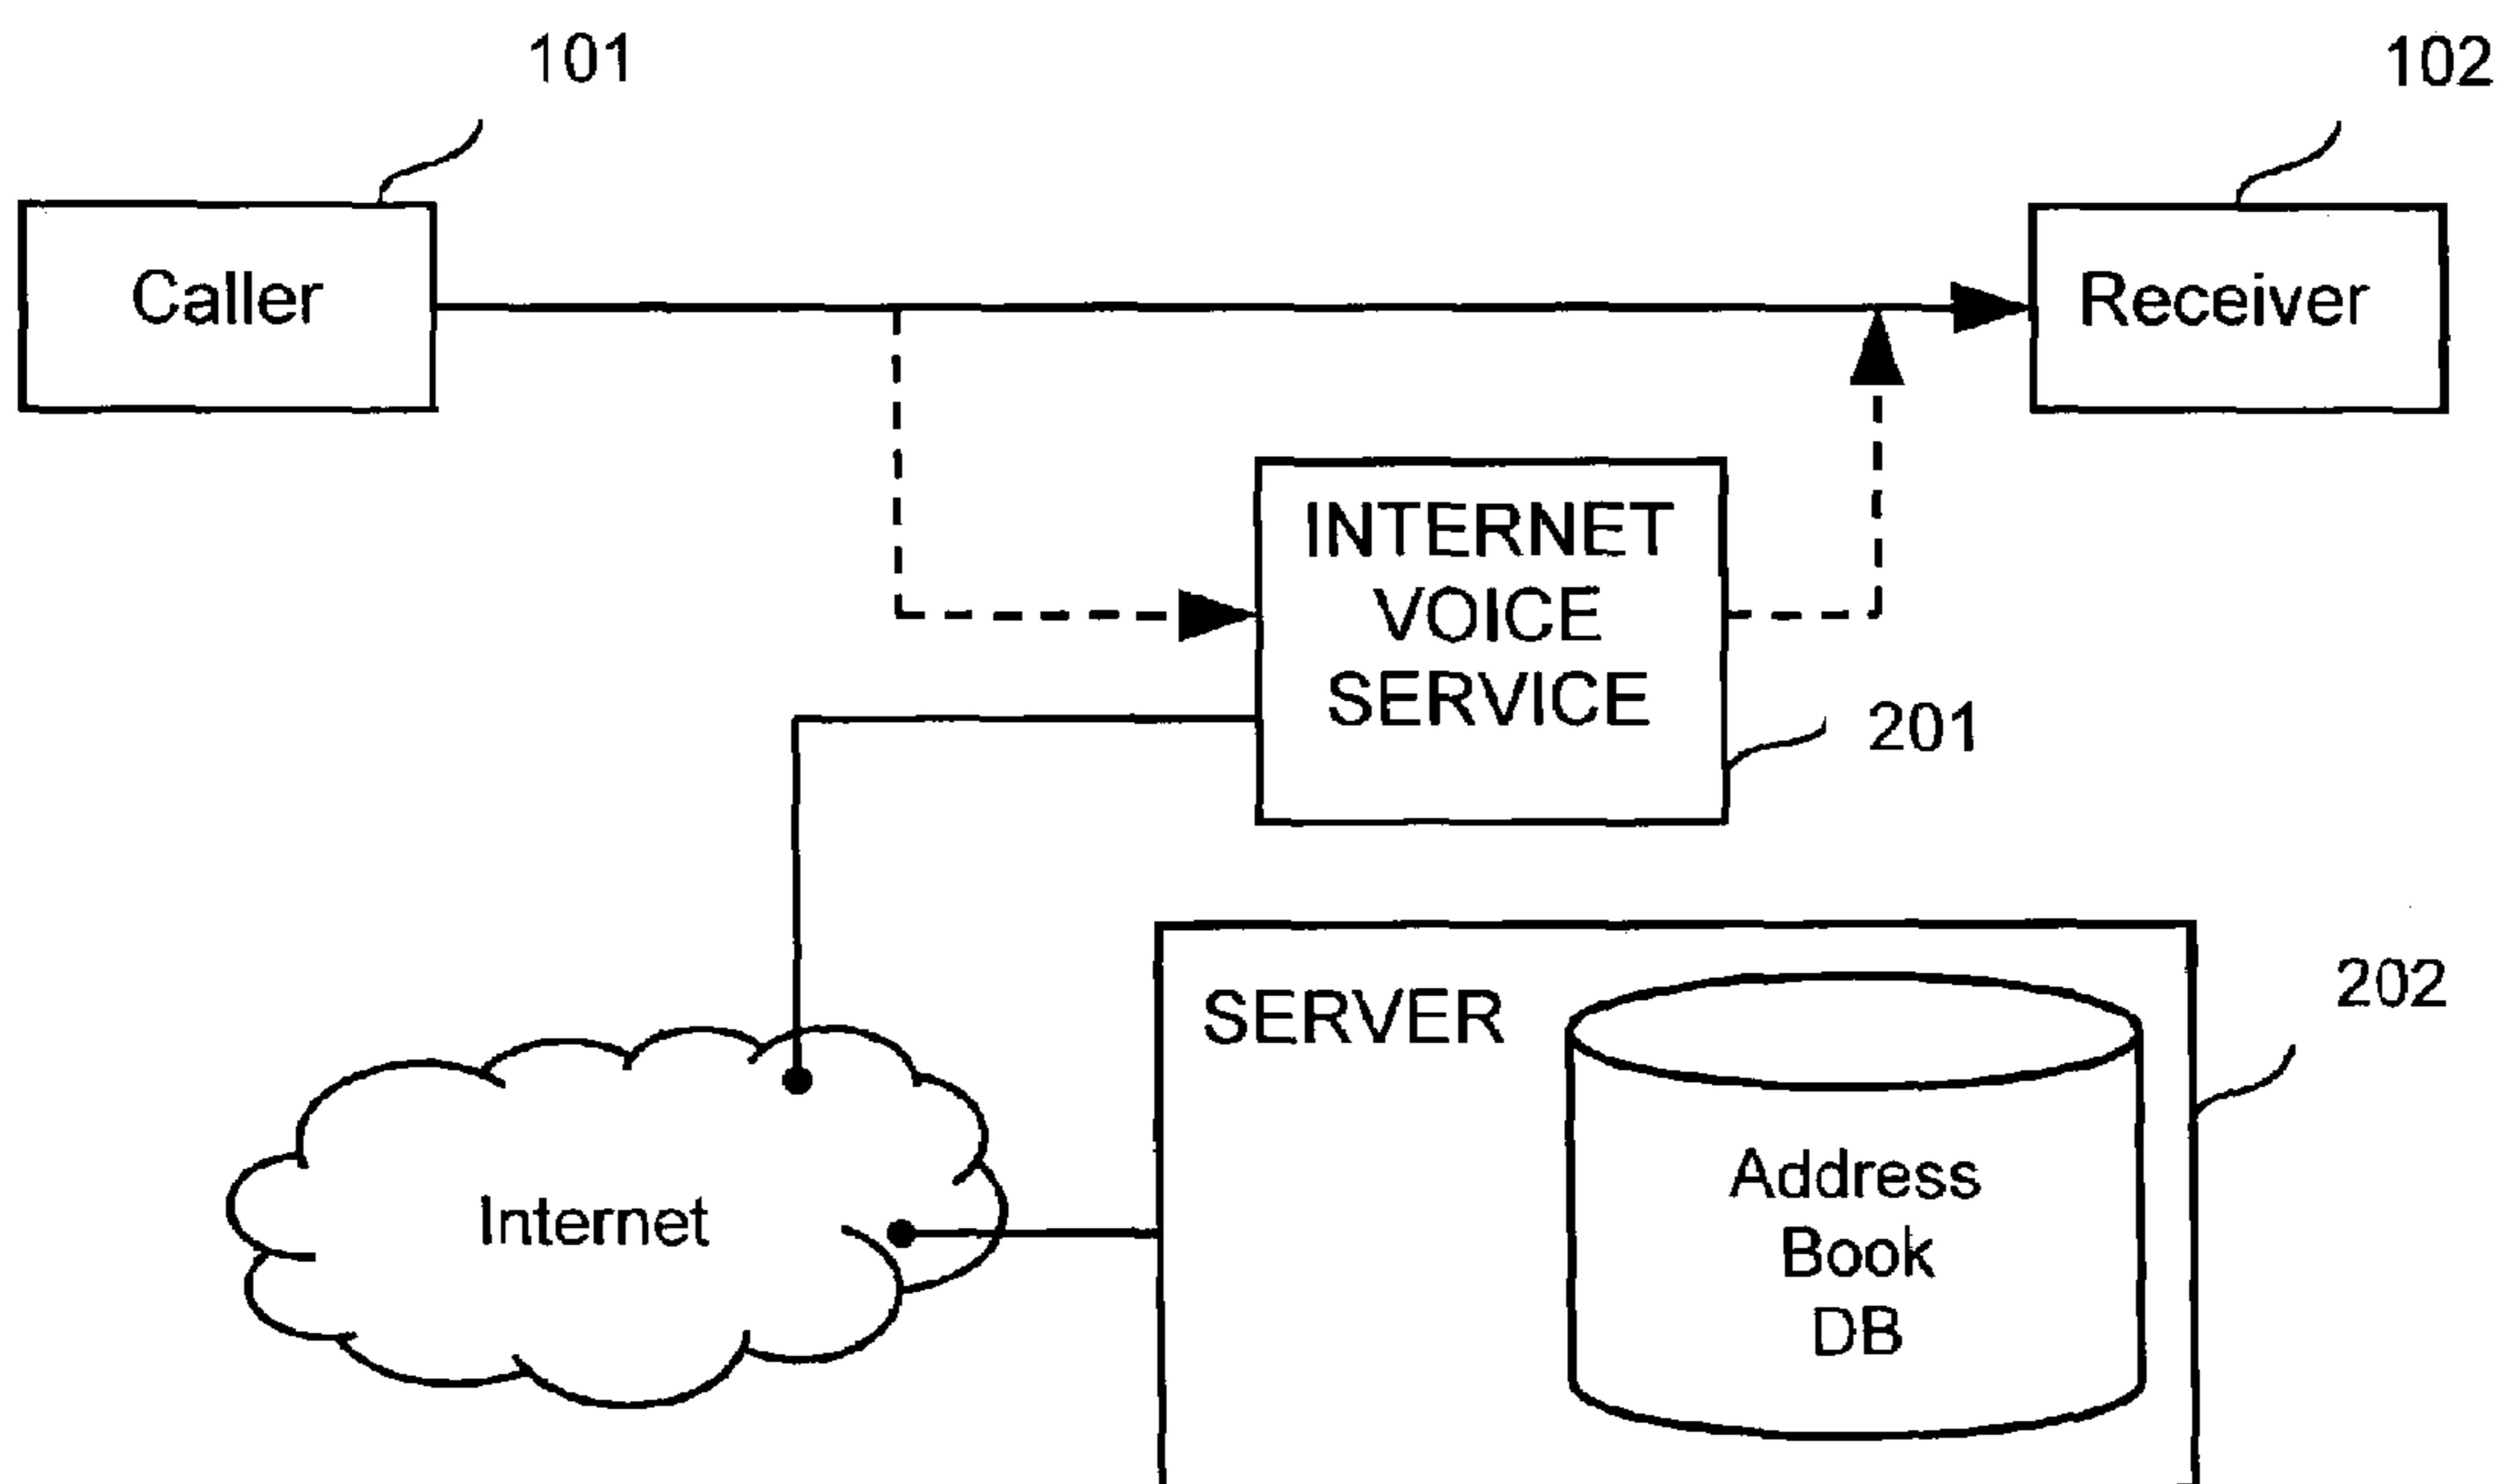 101
102
Caller
Receiver
INTERNET
VOICE
SERVICE
201
SERVER
202
Address
Book
DB
Internet